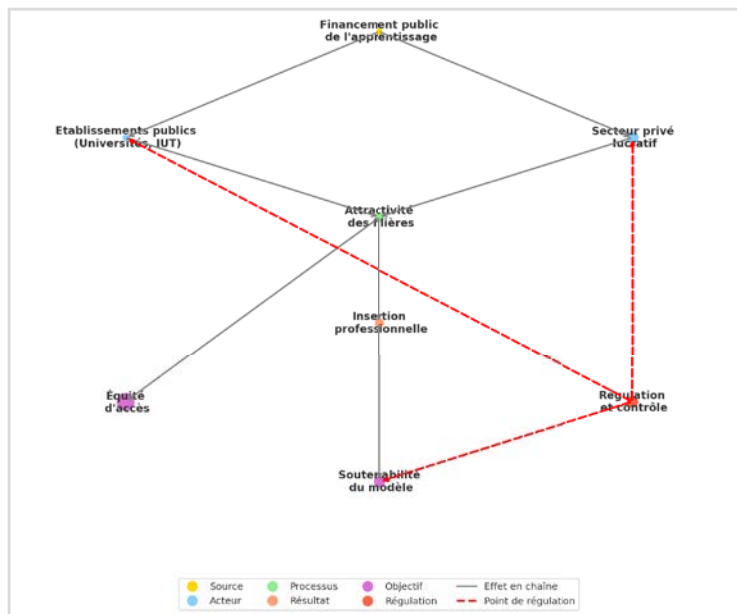 Financement public
de l'apprentissage
Etablissements publics
(Universités, IUT)
Secteur privé
lucratif
Attractivité
des filières
Insertion
professionnelle
Équité
d'accès
Régulation
et contrôle
Soutenabilité
du modèle
Source
Processus
Objectif
Effet en chaîne
Acteur
Résultat
Régulation
Point de régulation